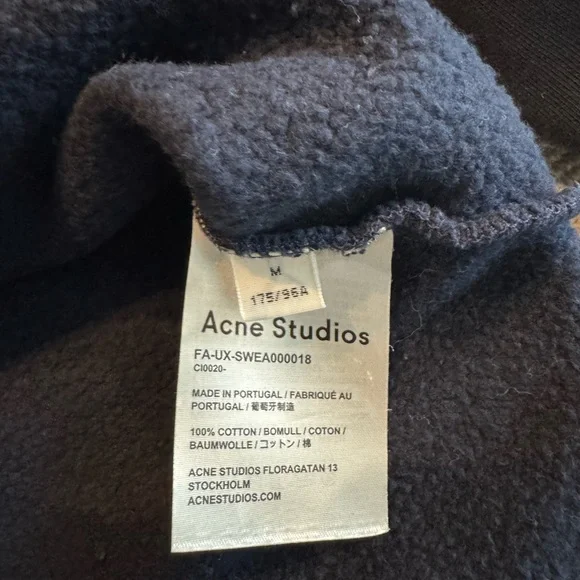 M
175/96A
Acne Studios
FA-UX-SWEA000018
CI0020-
MADE IN PORTUGAL / FABRIQUÉ AU
PORTUGAL / 葡萄牙制造
100% COTTON / BOMULL / COTON /
BAUMWOLLE / コットン / 棉
ACNE STUDIOS FLORAGATAN 13
STOCKHOLM
ACNESTUDIOS.COM